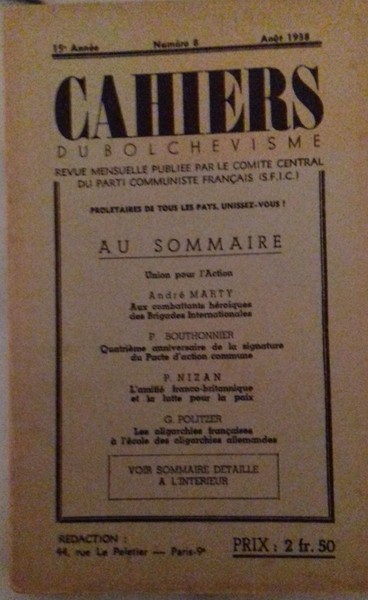 15e Année Numéro 8 Août 1938
CAHIERS
DU BOLCHEVISME
REVUE MENSUELLE PUBLIEE PAR LE COMITE CENTRAL
DU PARTI COMMUNISTE FRANÇAIS (S.F.I.C.)
PROLETAIRES DE TOUS LES PAYS, UNISSEZ-VOUS !
AU SOMMAIRE
Union pour l'Action
André MARTY
Aux combattants héroïques
des Brigades Internationales
F. BOUTHONNIER
Quatrième anniversaire de la signature
du Pacte d'action commune
P. NIZAN
L'amitié franco-britannique
et la lutte pour la paix
G. POLITZER
Les oligarchies françaises
à l'école des oligarchies allemandes
VOIR SOMMAIRE DETAILLE
A L'INTERIEUR
REDACTION :
44, rue Le Peletier — Paris-9e
PRIX : 2 fr. 50